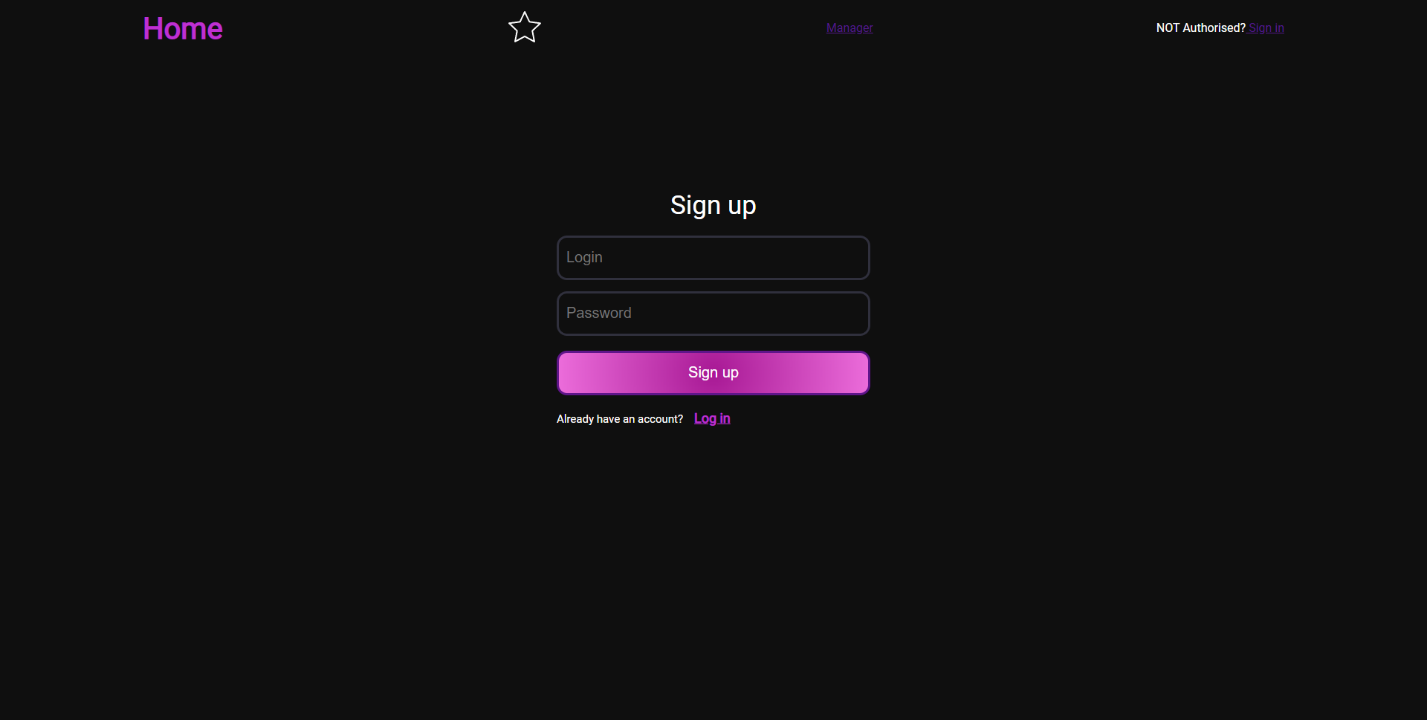 Home
Manager
NOT Authorised? Sign in
Sign up
Login
Password
Sign up
Already have an account? Log in